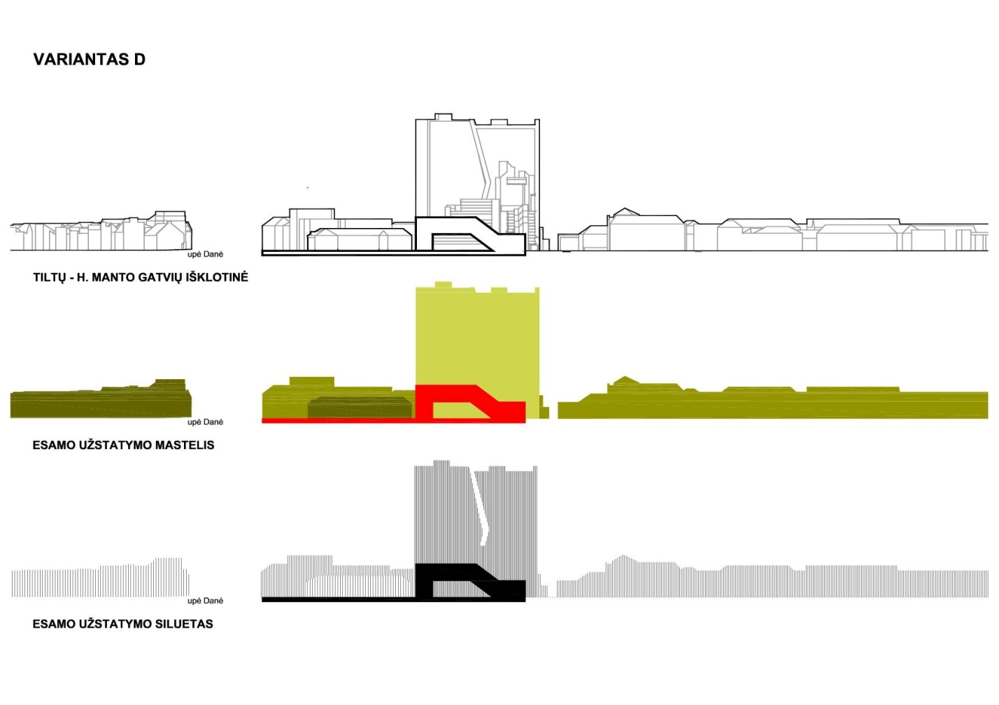 VARIANTAS D
upė Danė
TILTŲ - H. MANTO GATVIŲ IŠKLOTINĖ
upė Danė
ESAMO UŽSTATYMO MASTELIS
upė Danė
ESAMO UŽSTATYMO SILUETAS